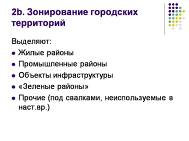 2b. Зонирование городских
территорий
Выделяют:
Жилые районы
Промышленные районы
Объекты инфраструктуры
«Зеленые районы»
Прочие (под свалками, неиспользуемые в
наст.вр.)